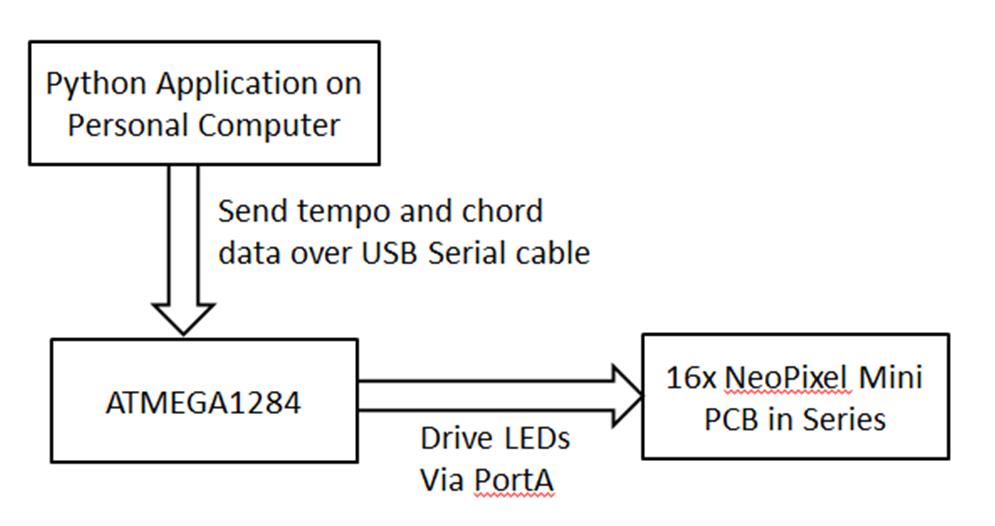 Python Application on
Personal Computer
Send tempo and chord
data over USB Serial cable
ATMEGA1284
Drive LEDs
Via PortA
16x NeoPixel Mini
PCB in Series